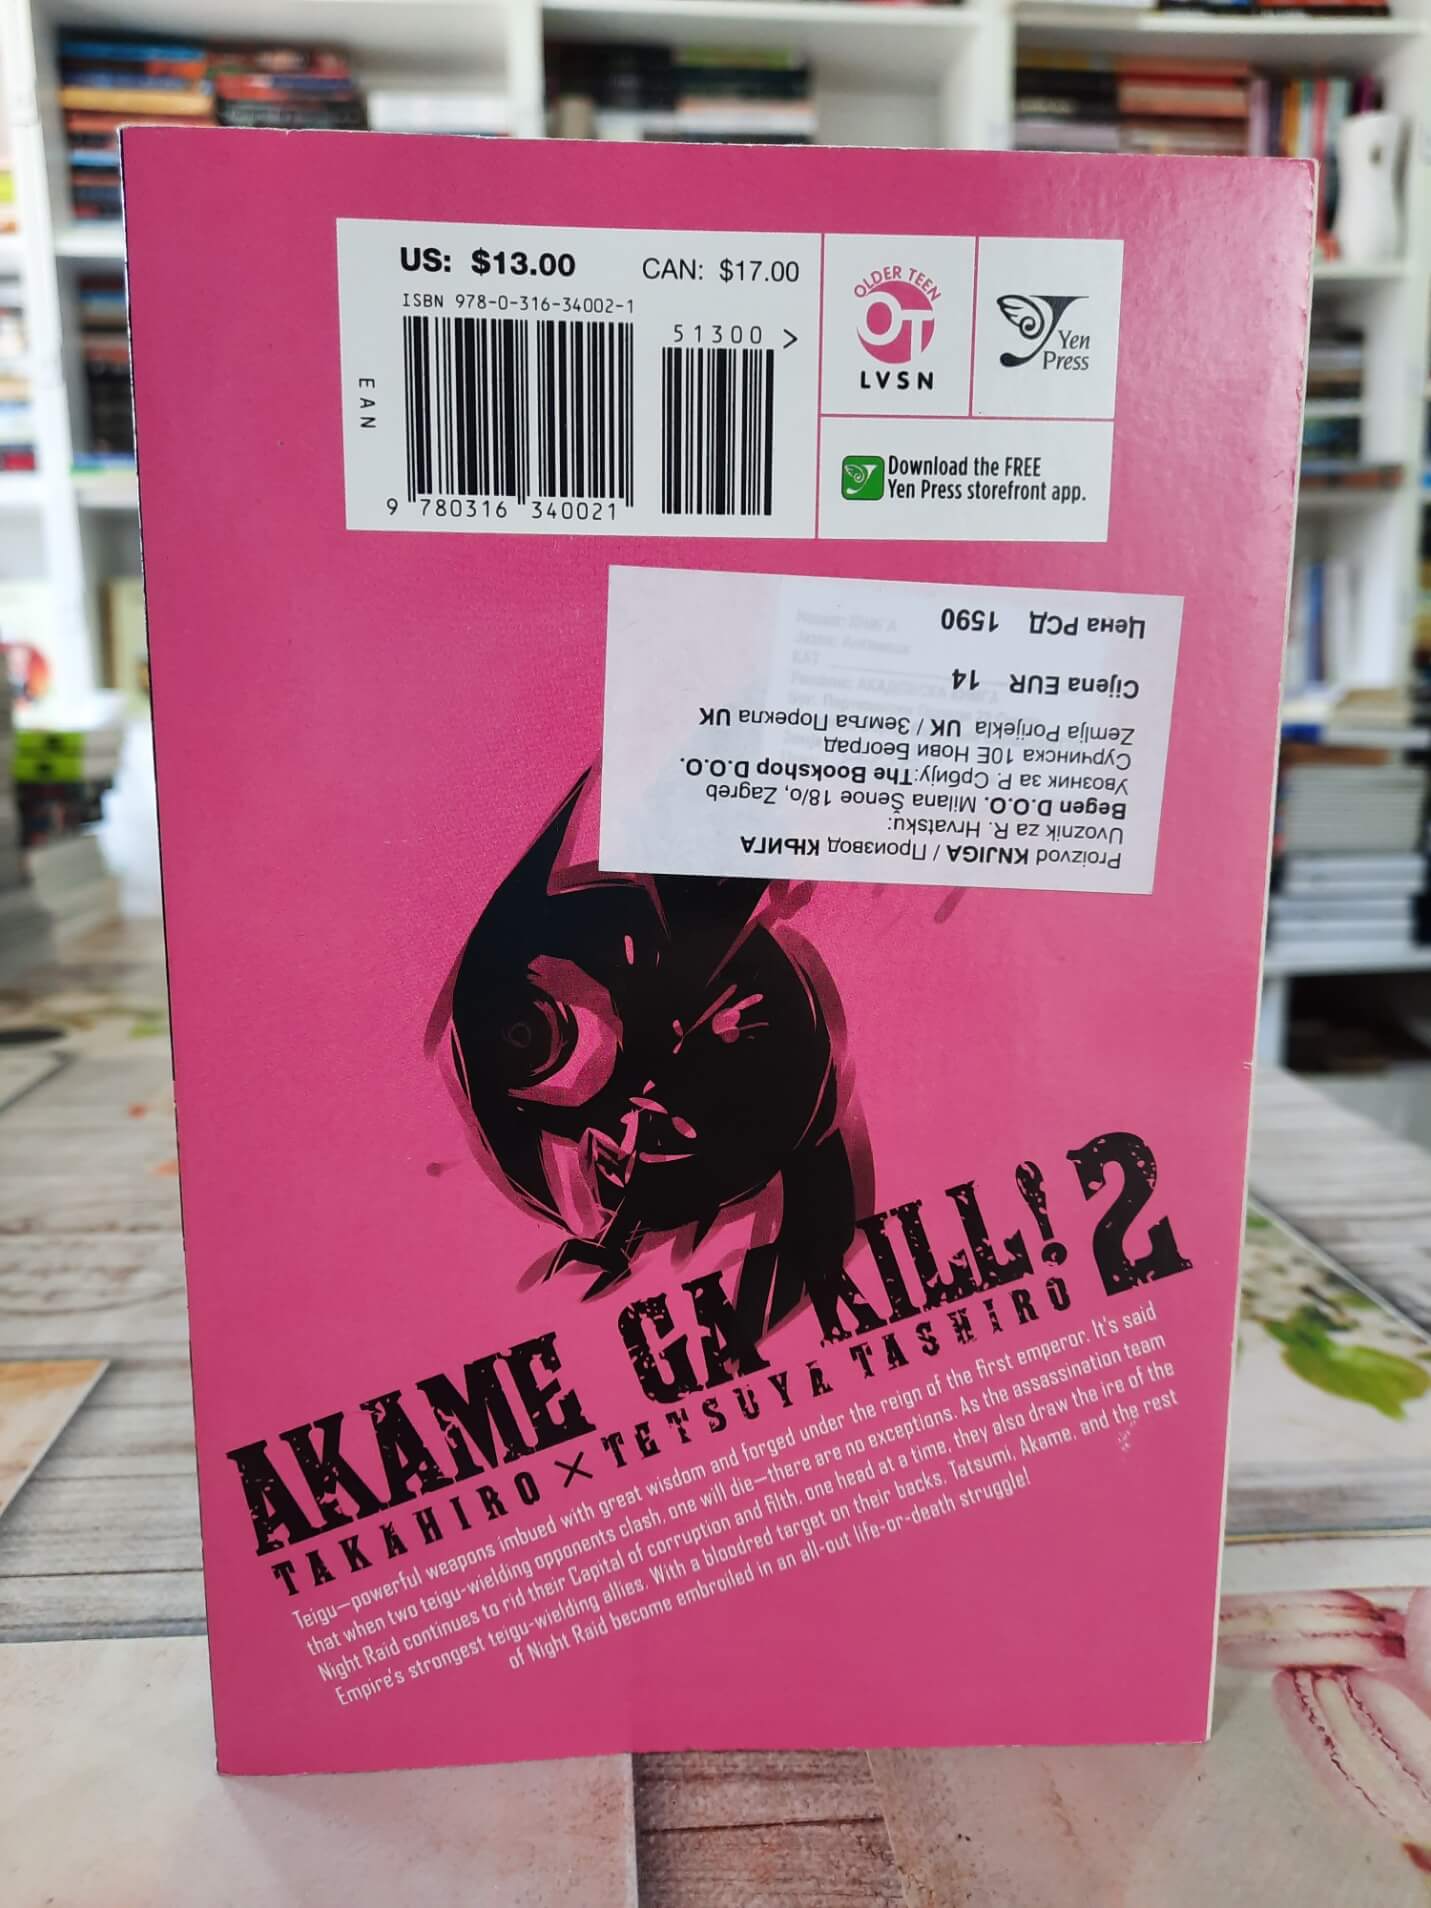 US: $13.00 CAN: $17.00
ISBN 978-0-316-34002-1
51300 >
EAN
9 780316 340021
OLDER TEEN
OT
LVSN
Yen
Press
Download the FREE
Yen Press storefront app.
Proizvod KNJIGA / Производ КЊИГА
Uvoznik za R. Hrvatsku:
Begen D.O.O. Milana Šenoe 18/o, Zagreb
Увозник за Р. Србију:The Bookshop D.O.O.
Сурчинска 10Е Нови Београд
Zemlja Porijekla UK / Земља Порекла UK
Cijena EUR 14
Цена РСД 1590
AKAME GA KILL! 2
TAKAHIRO × TETSUYA TASHIRO
Teigu—powerful weapons imbued with great wisdom and forged under the reign of the first emperor. It's said
that when two teigu-wielding opponents clash, one will die—there are no exceptions. As the assassination team
Night Raid continues to rid their Capital of corruption and filth, one head at a time, they also draw the ire of the
Empire's strongest teigu-wielding allies. With a bloodred target on their backs, Tatsumi, Akame, and the rest
of Night Raid become embroiled in an all-out life-or-death struggle!